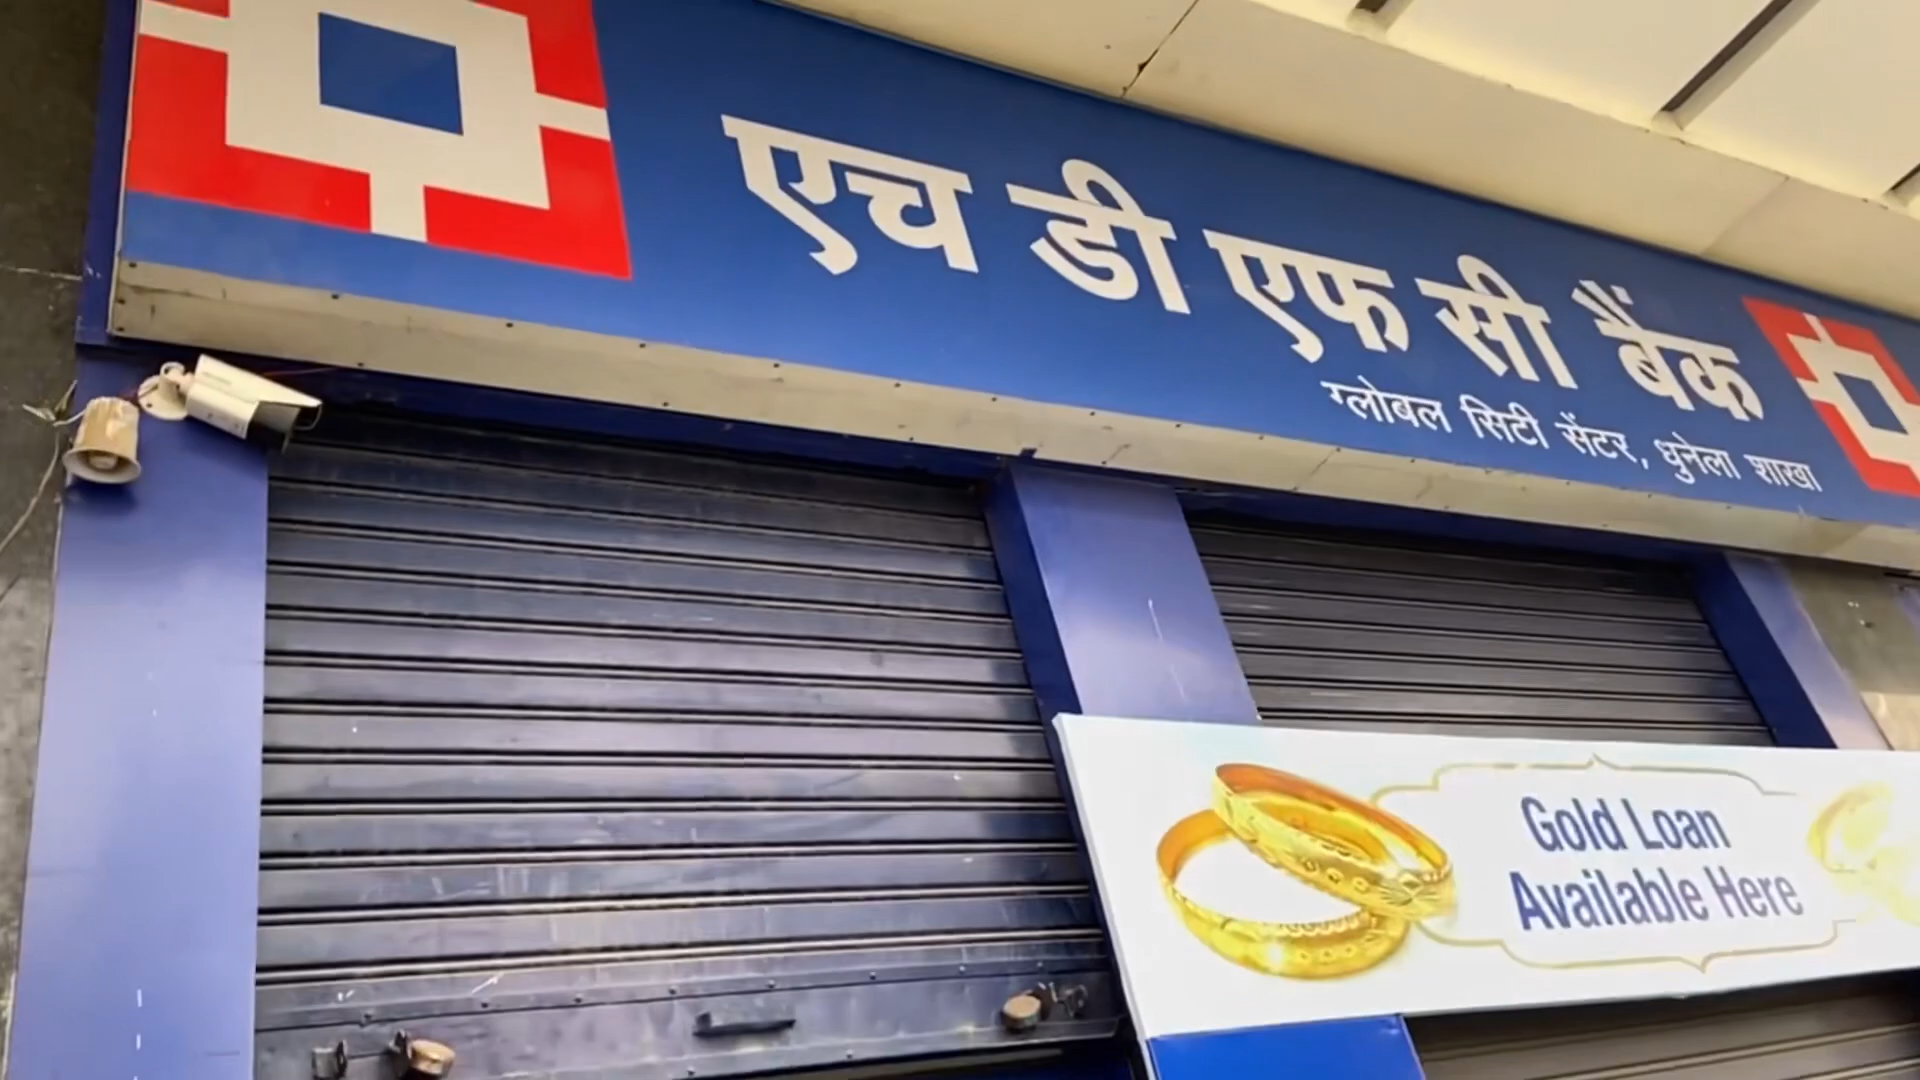 एच डी एफ सी बैंक
ग्लोबल सिटी सेंटर, धुनेला शाखा
Gold Loan
Available Here